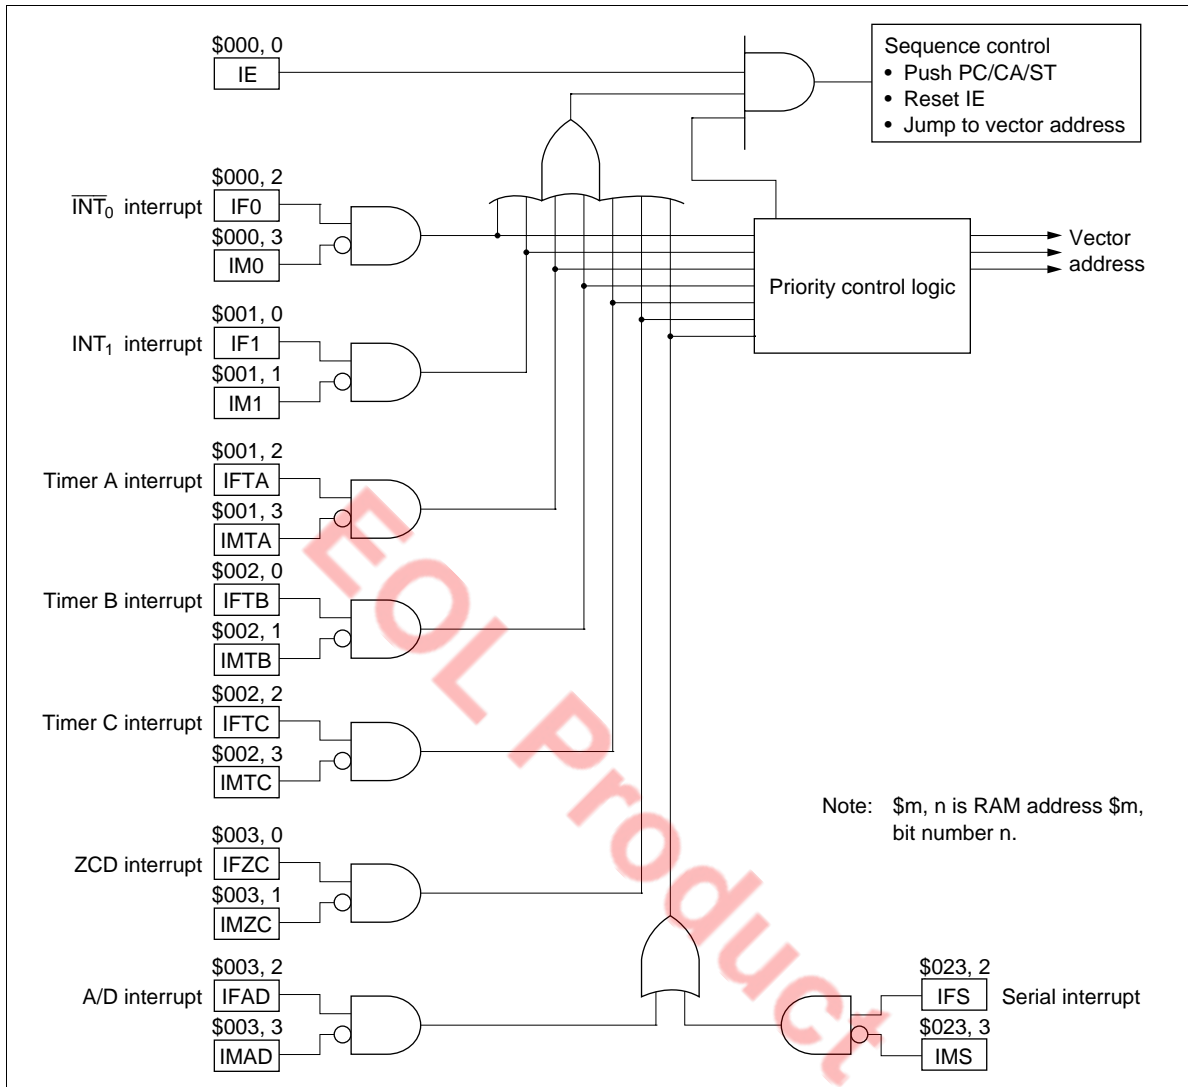 $000, 0
IE
Sequence control
• Push PC/CA/ST
• Reset IE
• Jump to vector address
$000, 2
INT0 interrupt
IF0
$000, 3
IM0
Vector
address
Priority control logic
$001, 0
INT1 interrupt
IF1
$001, 1
IM1
$001, 2
Timer A interrupt
IFTA
$001, 3
IMTA
$002, 0
Timer B interrupt
IFTB
$002, 1
IMTB
$002, 2
Timer C interrupt
IFTC
$002, 3
IMTC
Note: $m, n is RAM address $m,
bit number n.
$003, 0
ZCD interrupt
IFZC
$003, 1
IMZC
$003, 2
A/D interrupt
IFAD
$003, 3
IMAD
$023, 2
IFS
Serial interrupt
$023, 3
IMS
EOL Product